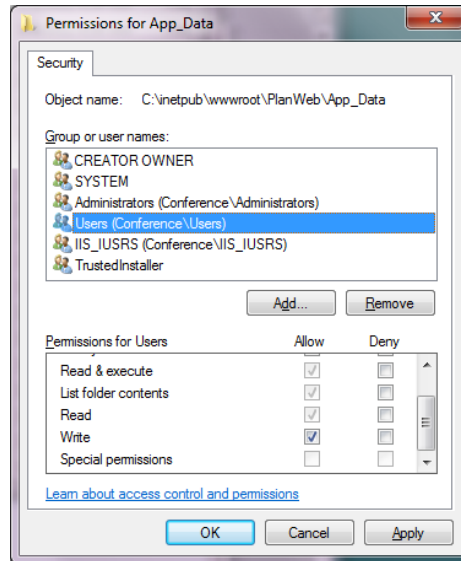 Permissions for App_Data
Security
Object name: C:\inetpub\wwwroot\PlanWeb\App_Data
Group or user names:
CREATOR OWNER
SYSTEM
Administrators (Conference\Administrators)
Users (Conference\Users)
IIS_IUSRS (Conference\IIS_IUSRS)
TrustedInstaller
Add... Remove
Permissions for Users Allow Deny
Read & execute
List folder contents
Read
Write
Special permissions
Learn about access control and permissions
OK Cancel Apply